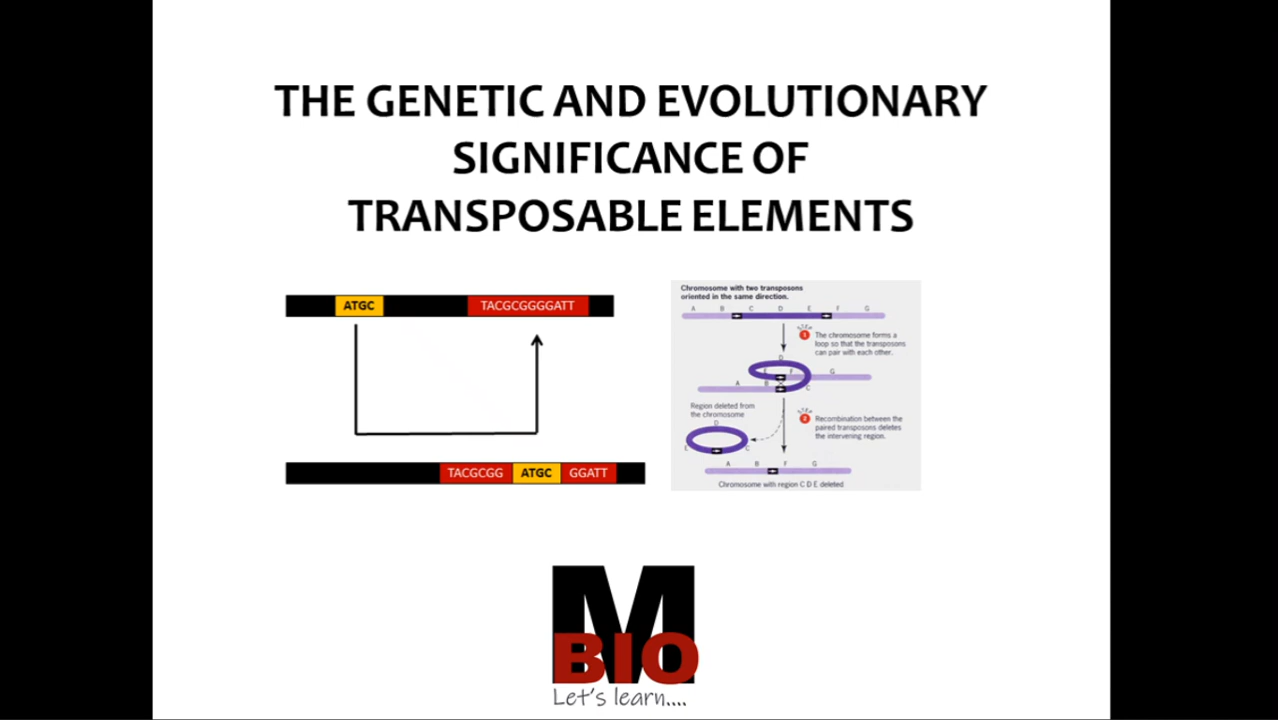 THE GENETIC AND EVOLUTIONARY
SIGNIFICANCE OF
TRANSPOSABLE ELEMENTS
ATGC TACGCGGGGATT
TACGCGG ATGC GGATT
Chromosome with two transposons
oriented in the same direction.
A B C D E F G
1 The chromosome forms a
loop so that the transposons
can pair with each other.
D
E F G
A B C
Region deleted from
the chromosome
D
E C
2 Recombination between the
paired transposons deletes
the intervening region.
A B F G
Chromosome with region C D E deleted
M
BIO
Let's learn....